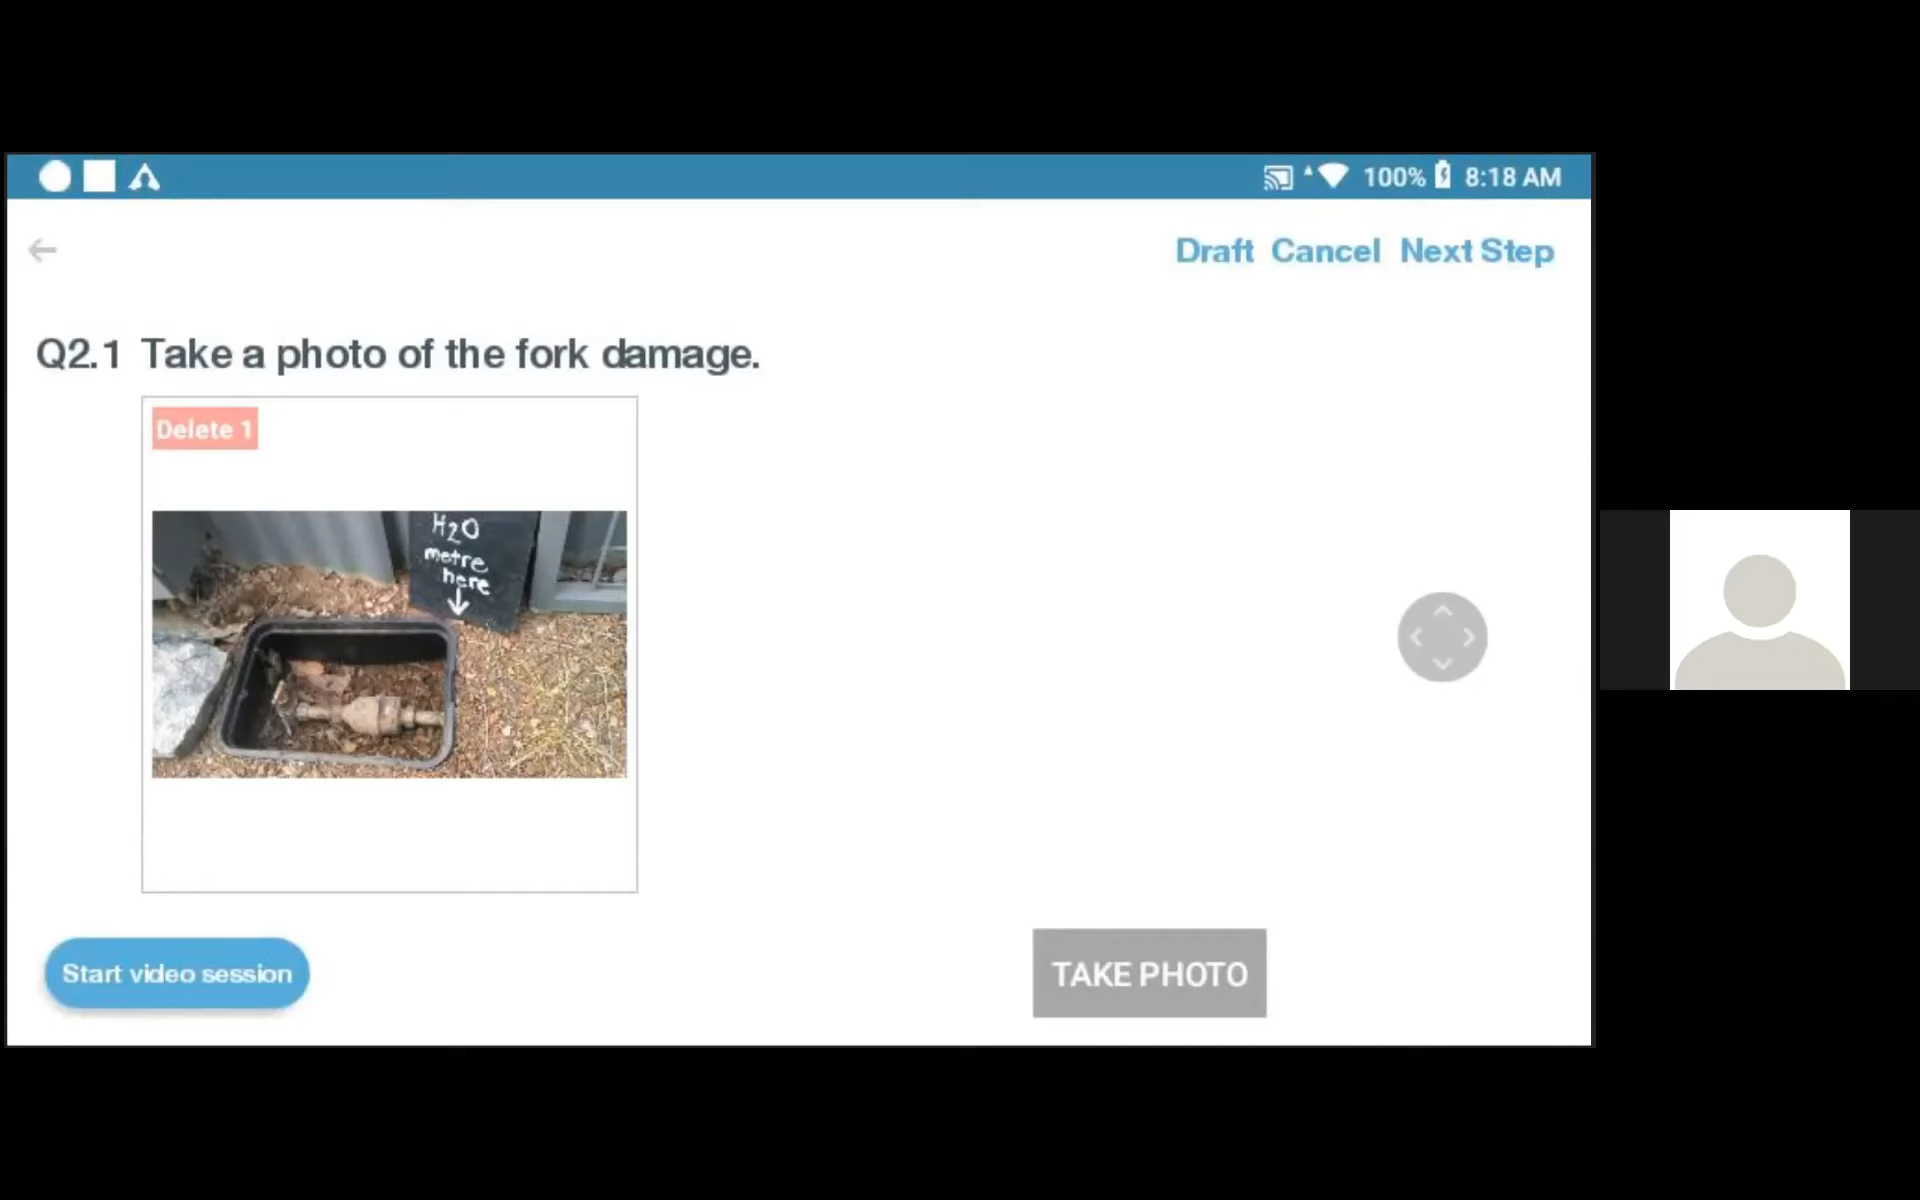 100% 8:18 AM
Draft Cancel Next Step
Q2.1 Take a photo of the fork damage.
Delete 1
H2O
metre
here
Start video session
TAKE PHOTO